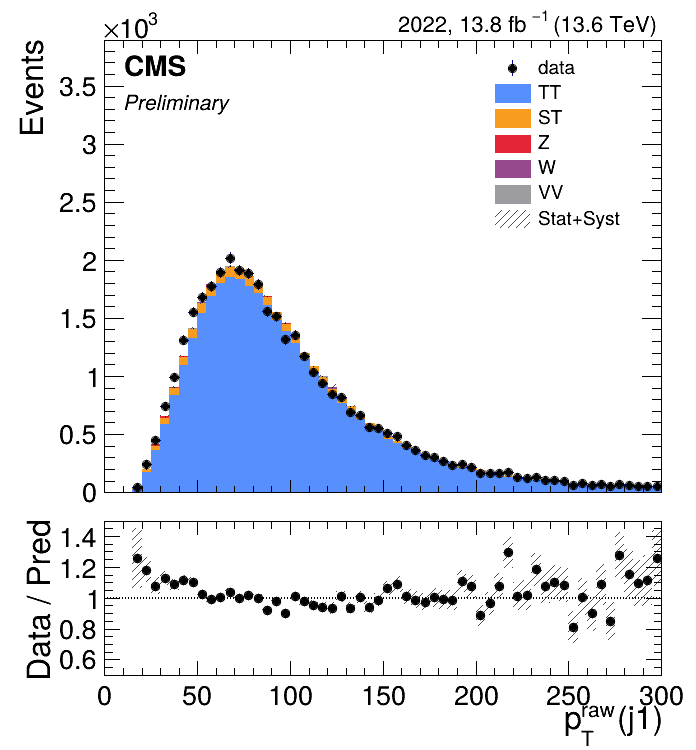 ×10³
2022, 13.8 fb ⁻¹ (13.6 TeV)
Events
CMS
Preliminary
data
TT
ST
Z
W
VV
Stat+Syst
3.5
3
2.5
2
1.5
1
0.5
0
Data / Pred
1.4
1.2
1
0.8
0.6
0 50 100 150 200 250 300
p_T^raw(j1)